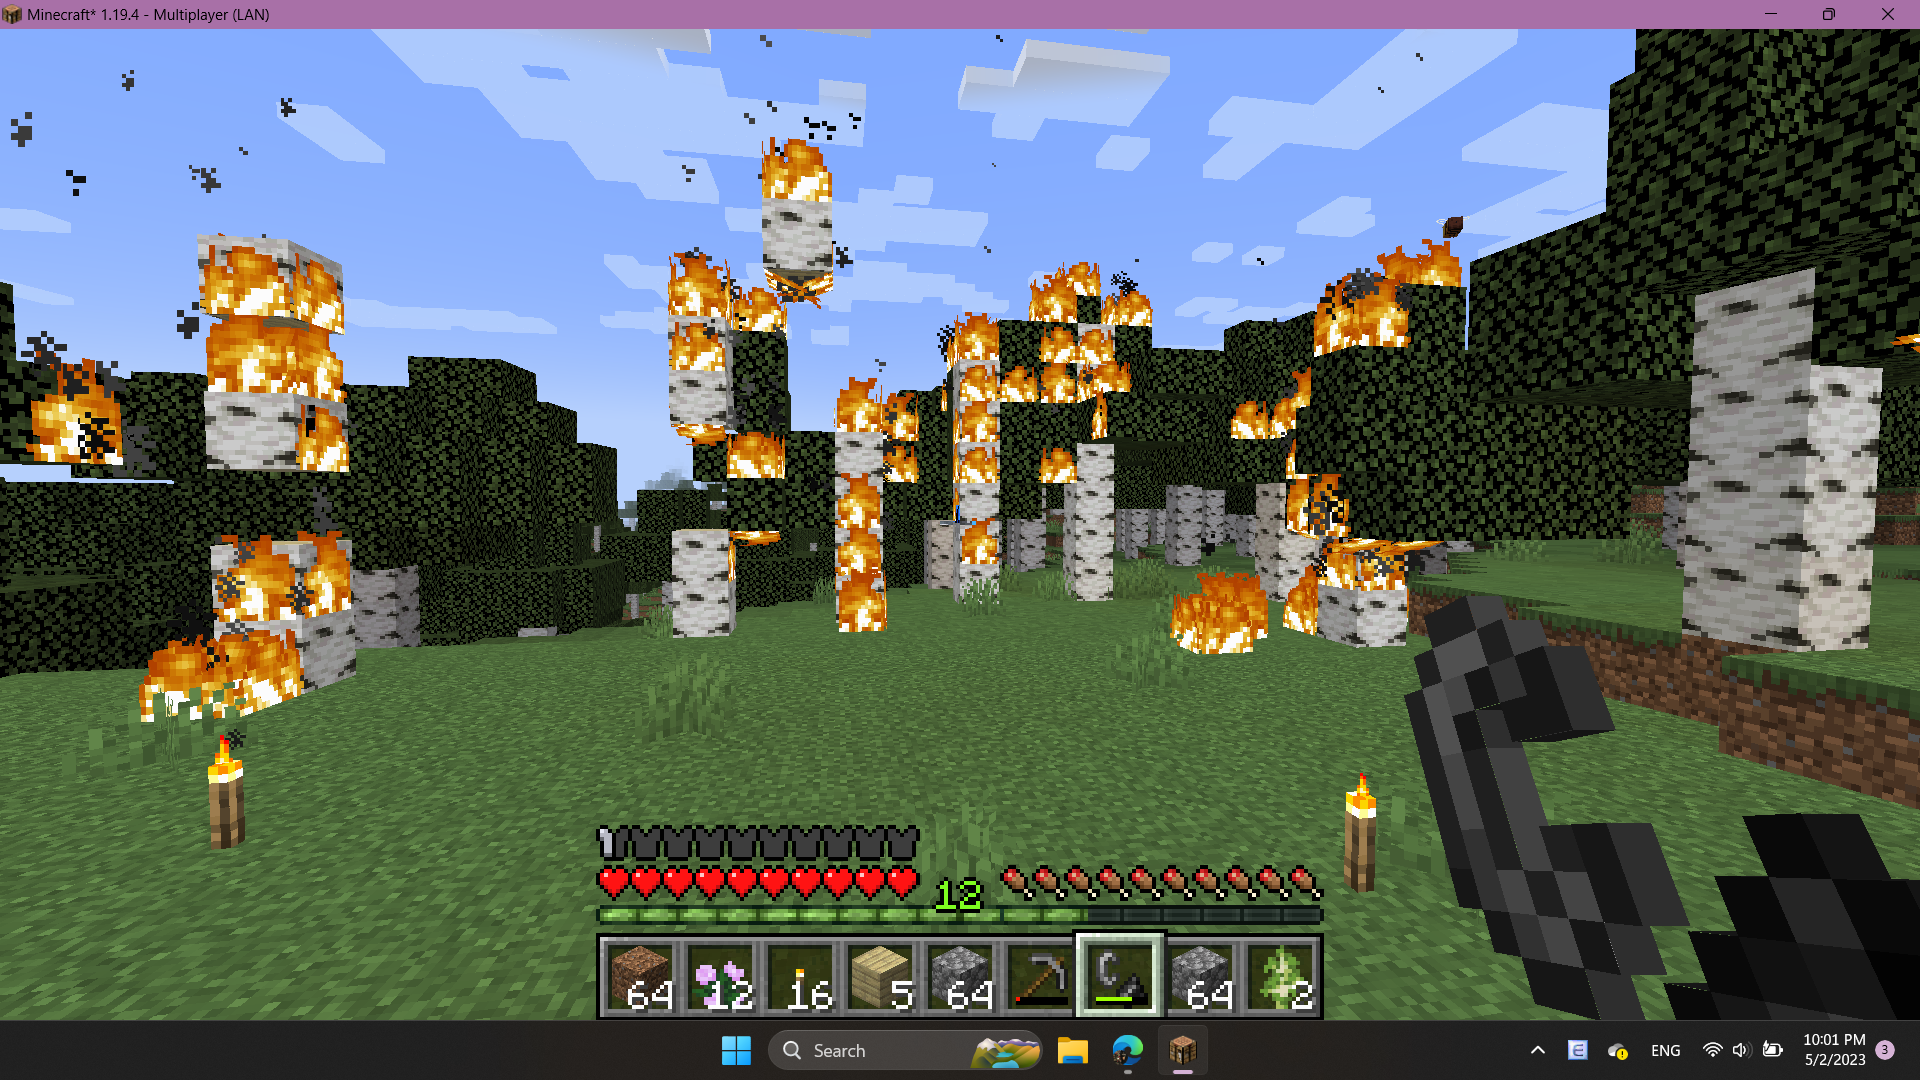 Minecraft* 1.19.4 - Multiplayer (LAN)
12
64 12 16 5 64 64 2
Search
ENG
10:01 PM
5/2/2023
3